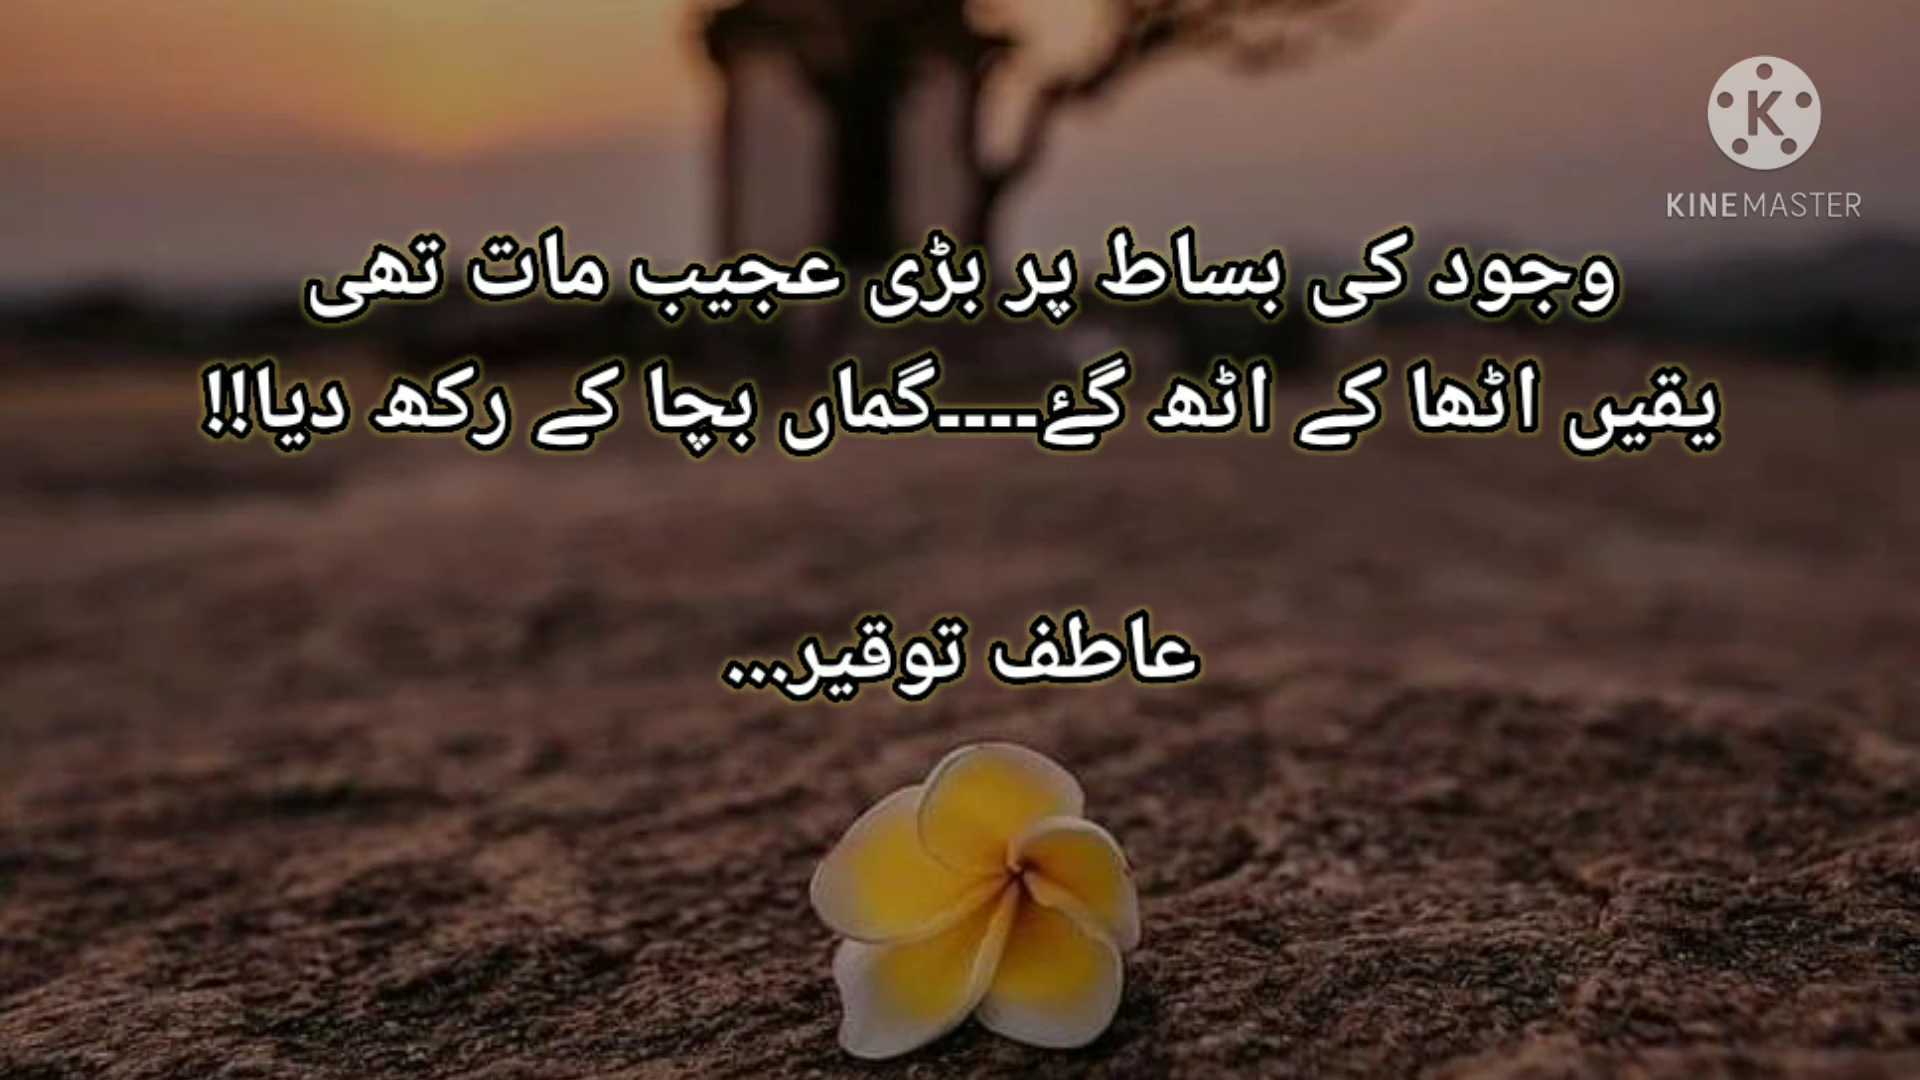 KINEMASTER
وجود کی بساط پر بڑی عجیب مات تھی
یقیں اٹھا کے اٹھ گئے----گماں بچا کے رکھ دیا!!
عاطف توقیر...